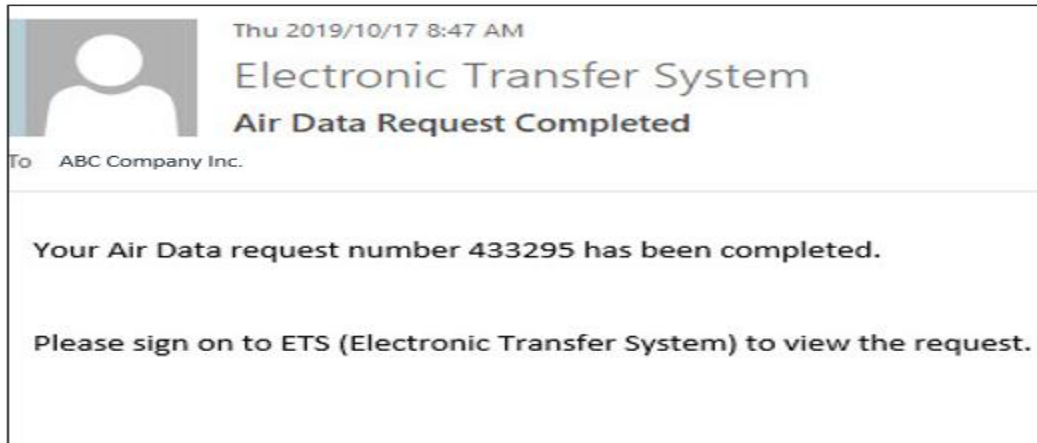 Thu 2019/10/17 8:47 AM
Electronic Transfer System
Air Data Request Completed
To ABC Company Inc.
Your Air Data request number 433295 has been completed.
Please sign on to ETS (Electronic Transfer System) to view the request.